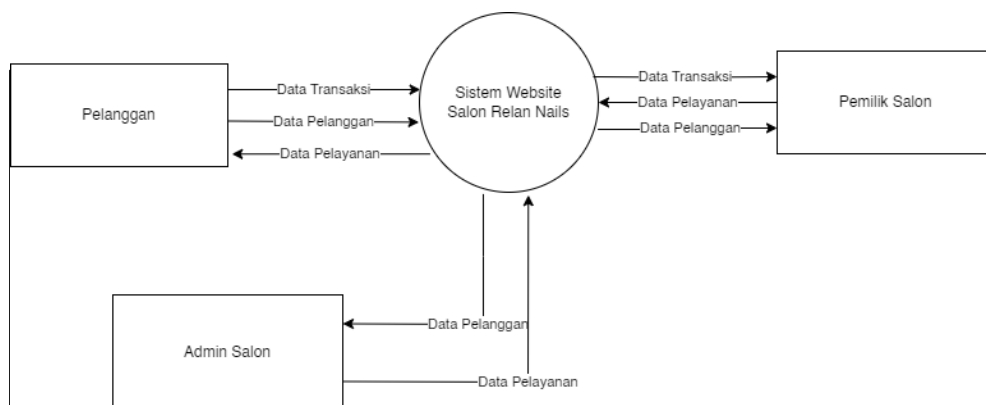 Pelanggan
Data Transaksi
Data Pelanggan
Data Pelayanan
Sistem Website
Salon Relan Nails
Data Transaksi
Data Pelayanan
Data Pelanggan
Pemilik Salon
Admin Salon
Data Pelanggan
Data Pelayanan